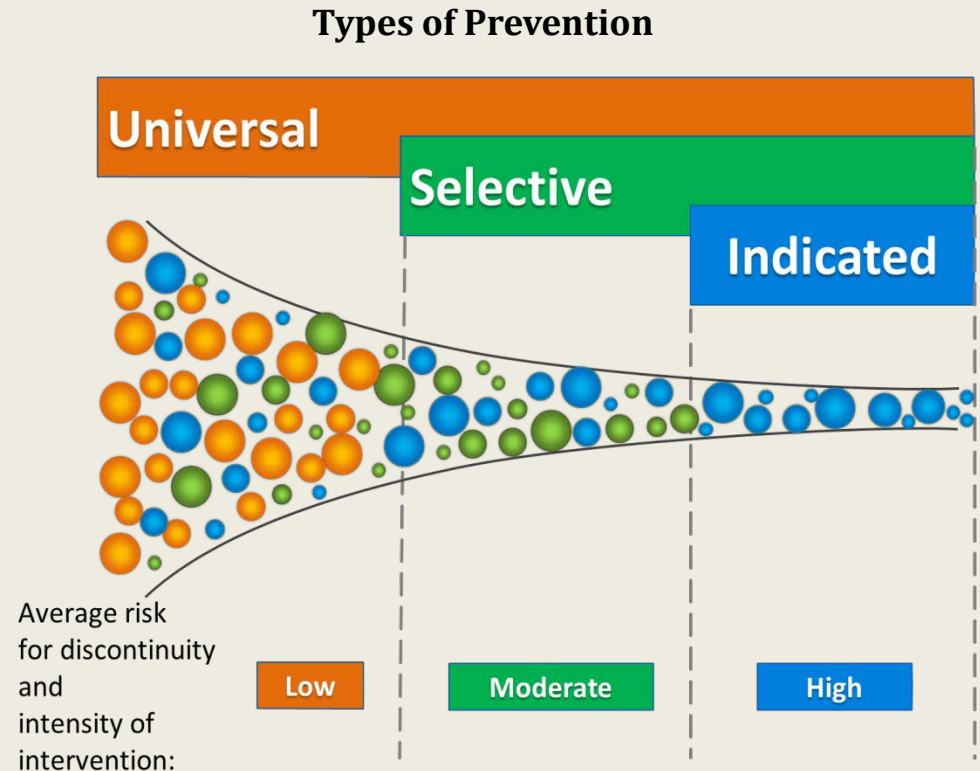 Types of Prevention
Universal
Selective
Indicated
Average risk
for discontinuity
and
intensity of
intervention:
Low
Moderate
High